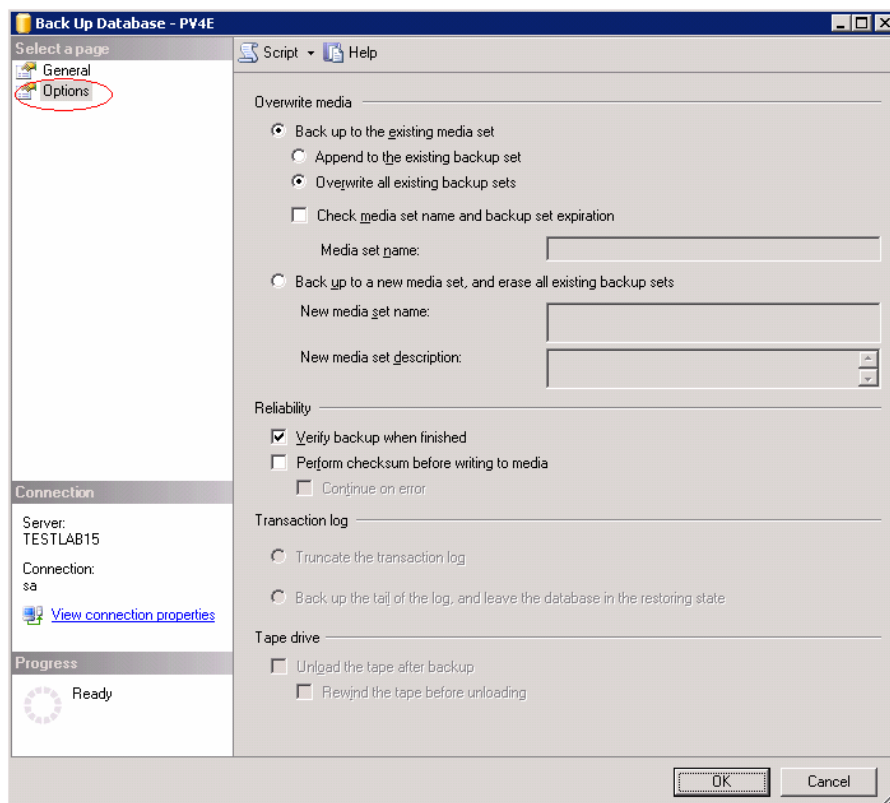 Back Up Database - PV4E
Select a page
General
Options
Script
Help
Overwrite media
Back up to the existing media set
Append to the existing backup set
Overwrite all existing backup sets
Check media set name and backup set expiration
Media set name:
Back up to a new media set, and erase all existing backup sets
New media set name:
New media set description:
Reliability
Verify backup when finished
Perform checksum before writing to media
Continue on error
Transaction log
Truncate the transaction log
Back up the tail of the log, and leave the database in the restoring state
Tape drive
Unload the tape after backup
Rewind the tape before unloading
Connection
Server:
TESTLAB15
Connection:
sa
View connection properties
Progress
Ready
OK
Cancel